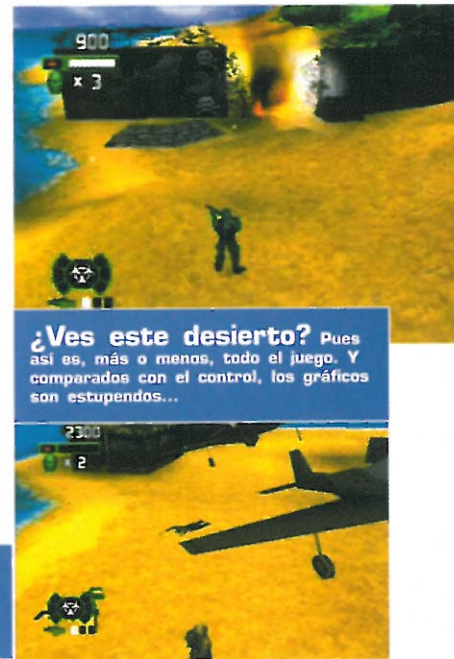 900
x 3
¿Ves este desierto? Pues
así es, más o menos, todo el juego. Y
comparados con el control, los gráficos
son estupendos...
2300
x 2